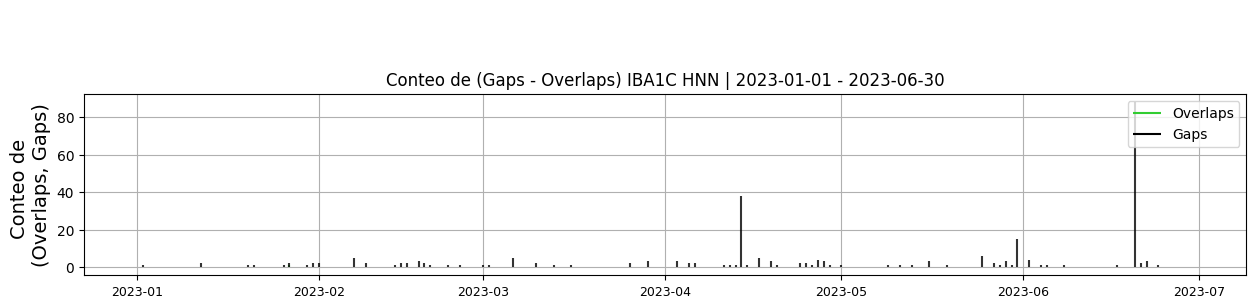 Conteo de (Gaps - Overlaps) IBA1C HNN | 2023-01-01 - 2023-06-30
Conteo de
(Overlaps, Gaps)
80
60
40
20
0
Overlaps
Gaps
2023-01
2023-02
2023-03
2023-04
2023-05
2023-06
2023-07